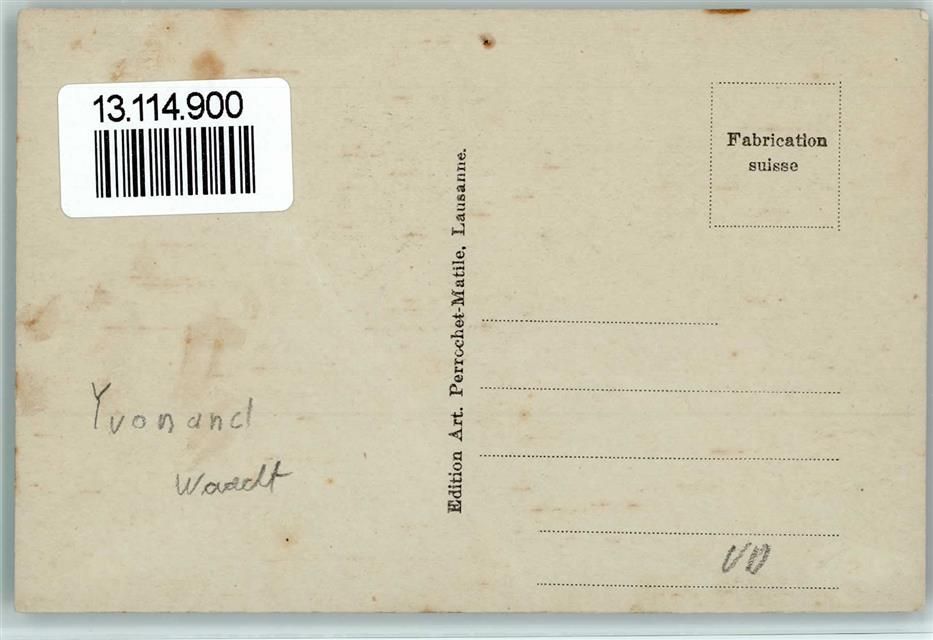 13.114.900
Yvonand
Waadt
Edition Art. Perrochet-Matile, Lausanne.
Fabrication
suisse
VD